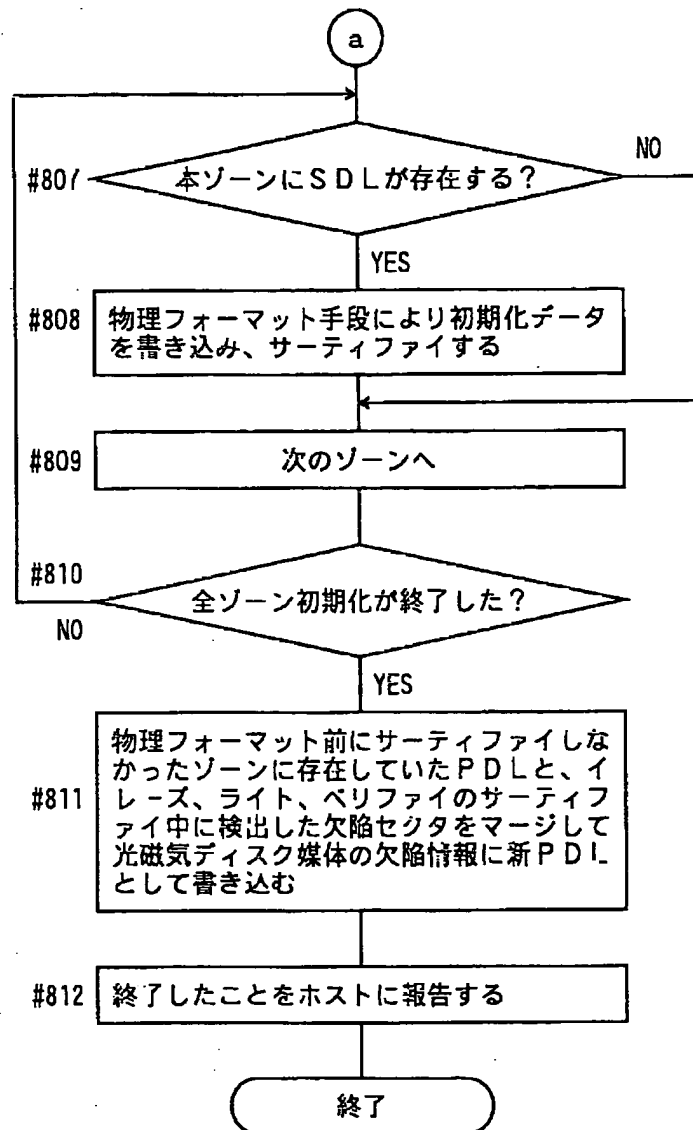 a
NO
#807 本ゾーンにSDLが存在する?
YES
#808 物理フォーマット手段により初期化データ
を書き込み、サーティファイする
#809 次のゾーンへ
#810
全ゾーン初期化が終了した?
NO
YES
物理フォーマット前にサーティファイしな
かったゾーンに存在していたPDLと、イ
#811 レーズ、ライト、ベリファイのサーティフ
ァイ中に検出した欠陥セクタをマージして
光磁気ディスク媒体の欠陥情報に新PDL
として書き込む
#812 終了したことをホストに報告する
終了